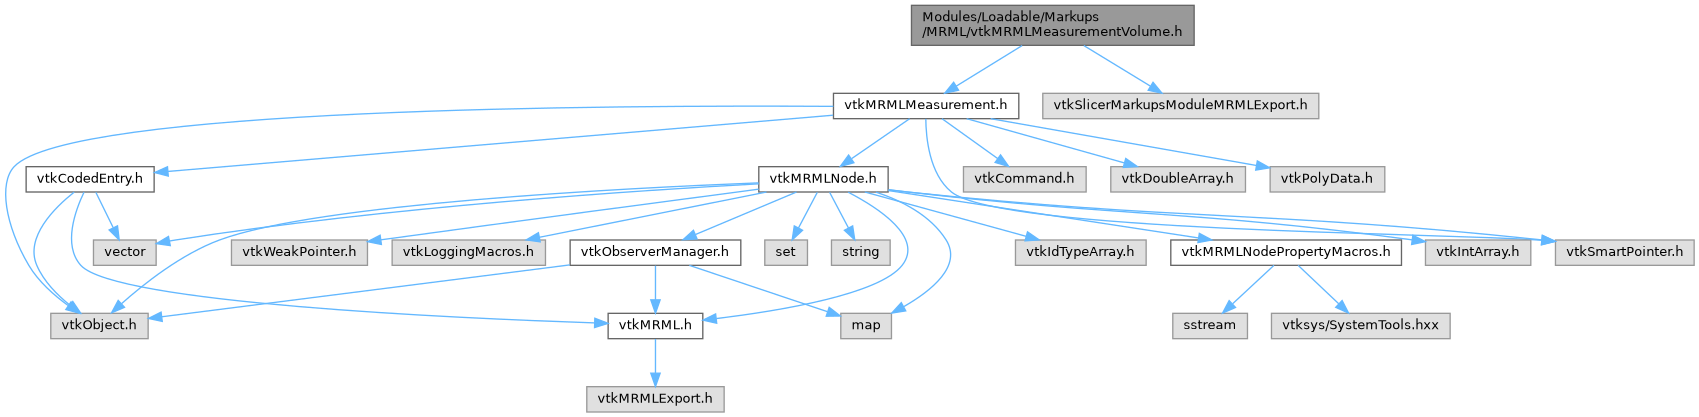 Modules/Loadable/Markups
/MRML/vtkMRMLMeasurementVolume.h
vtkMRMLMeasurement.h
vtkSlicerMarkupsModuleMRMLExport.h
vtkCodedEntry.h
vtkMRMLNode.h
vtkCommand.h
vtkDoubleArray.h
vtkPolyData.h
vector
vtkWeakPointer.h
vtkLoggingMacros.h
vtkObserverManager.h
set
string
vtkIdTypeArray.h
vtkMRMLNodePropertyMacros.h
vtkIntArray.h
vtkSmartPointer.h
vtkObject.h
vtkMRML.h
map
sstream
vtksys/SystemTools.hxx
vtkMRMLExport.h